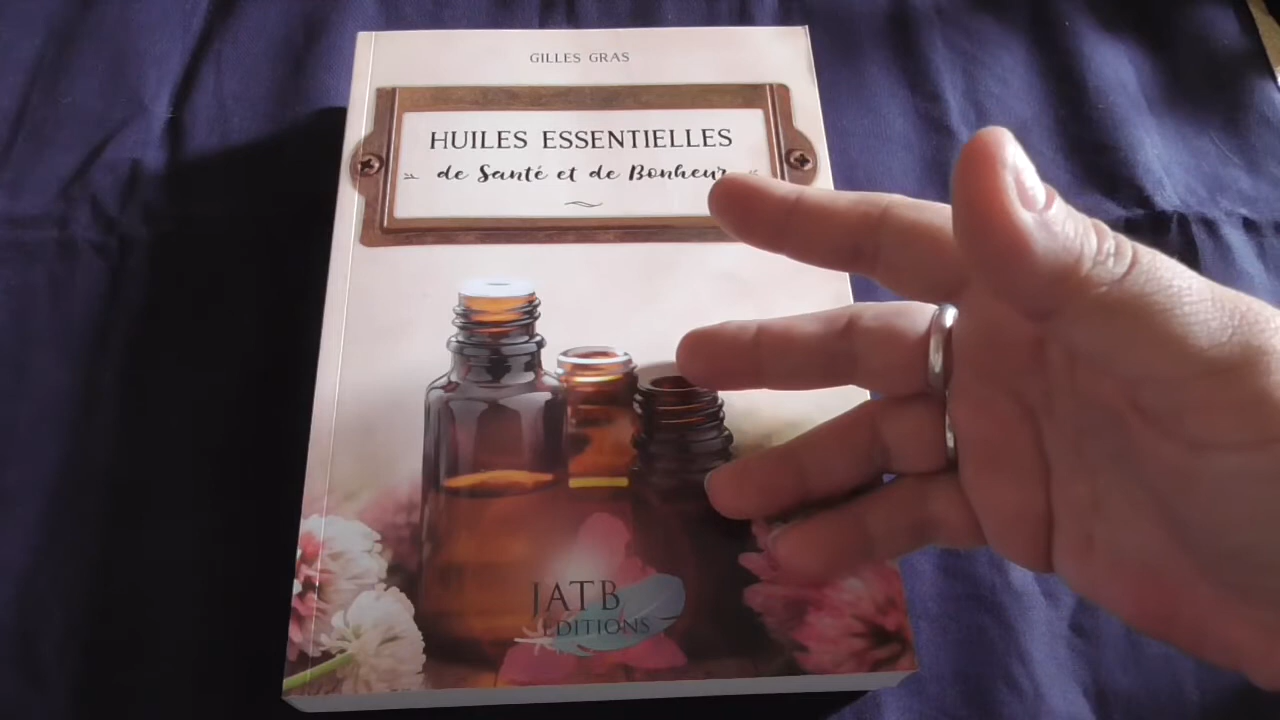 GILLES GRAS
HUILES ESSENTIELLES
de Santé et de Bonheur
JATB
ÉDITIONS